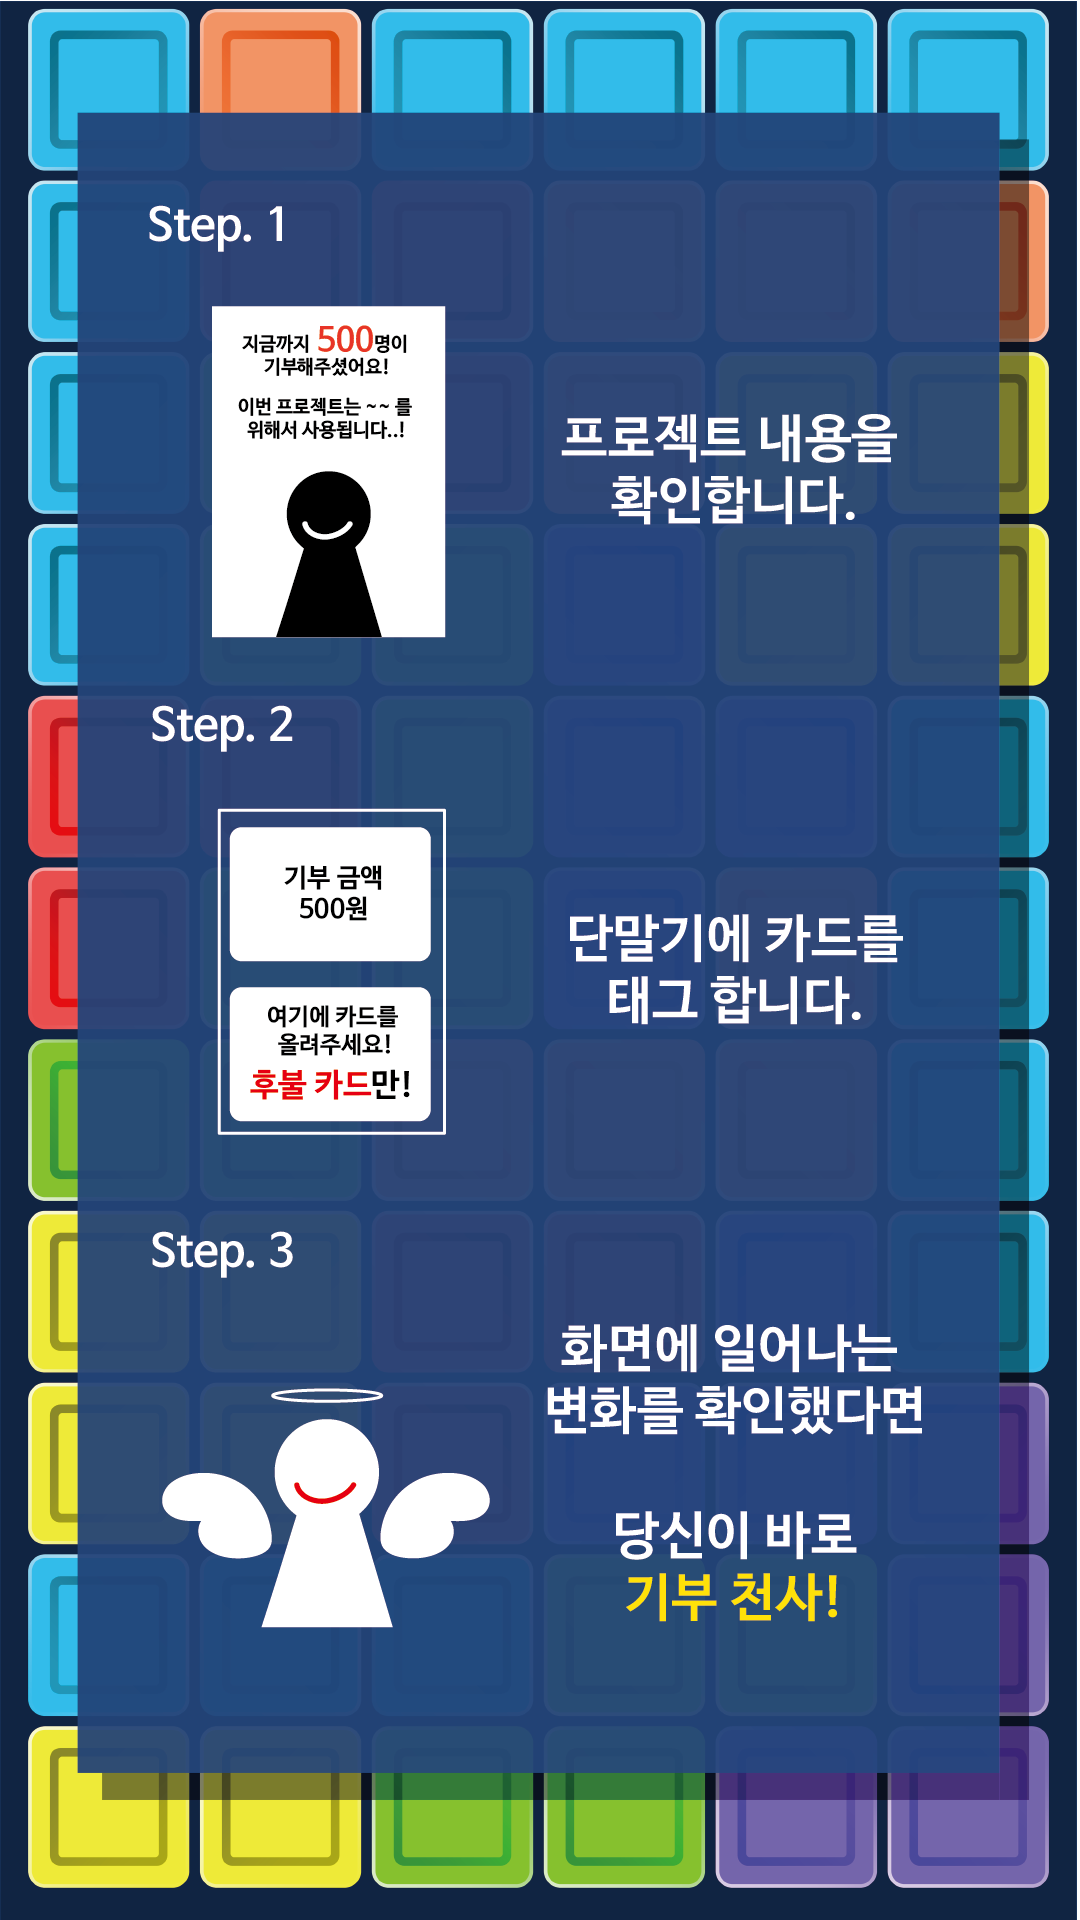 Step. 1
지금까지 500명이
기부해주셨어요!
이번 프로젝트는 ~~ 를
위해서 사용됩니다..!
프로젝트 내용을
확인합니다.
Step. 2
기부 금액
500원
여기에 카드를
올려주세요!
후불 카드만!
단말기에 카드를
태그 합니다.
Step. 3
화면에 일어나는
변화를 확인했다면
당신이 바로
기부 천사!